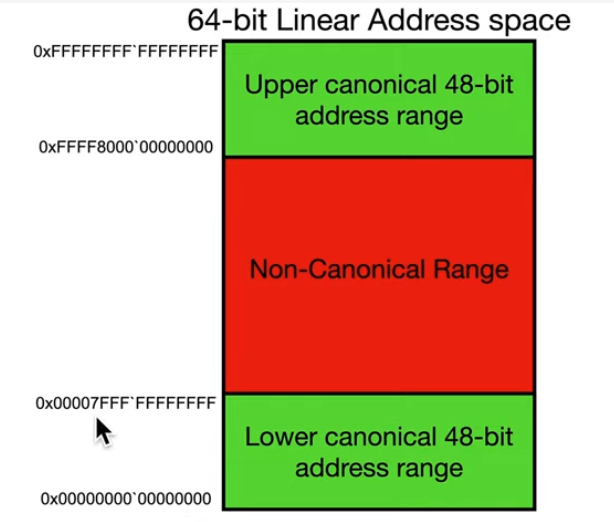 64-bit Linear Address space
0xFFFFFFFF`FFFFFFFF
Upper canonical 48-bit
address range
0xFFFF8000`00000000
Non-Canonical Range
0x00007FFF`FFFFFFFF
Lower canonical 48-bit
address range
0x00000000`00000000